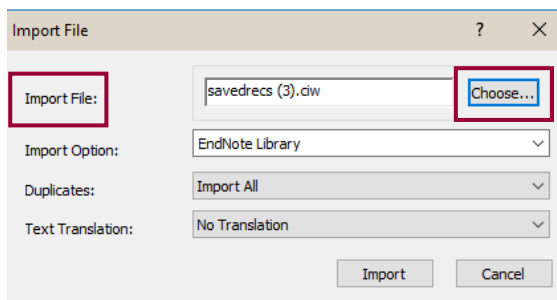 Import File ?
Import File: savedrecs (3).ciw Choose...
Import Option: EndNote Library
Duplicates: Import All
Text Translation: No Translation
Import Cancel